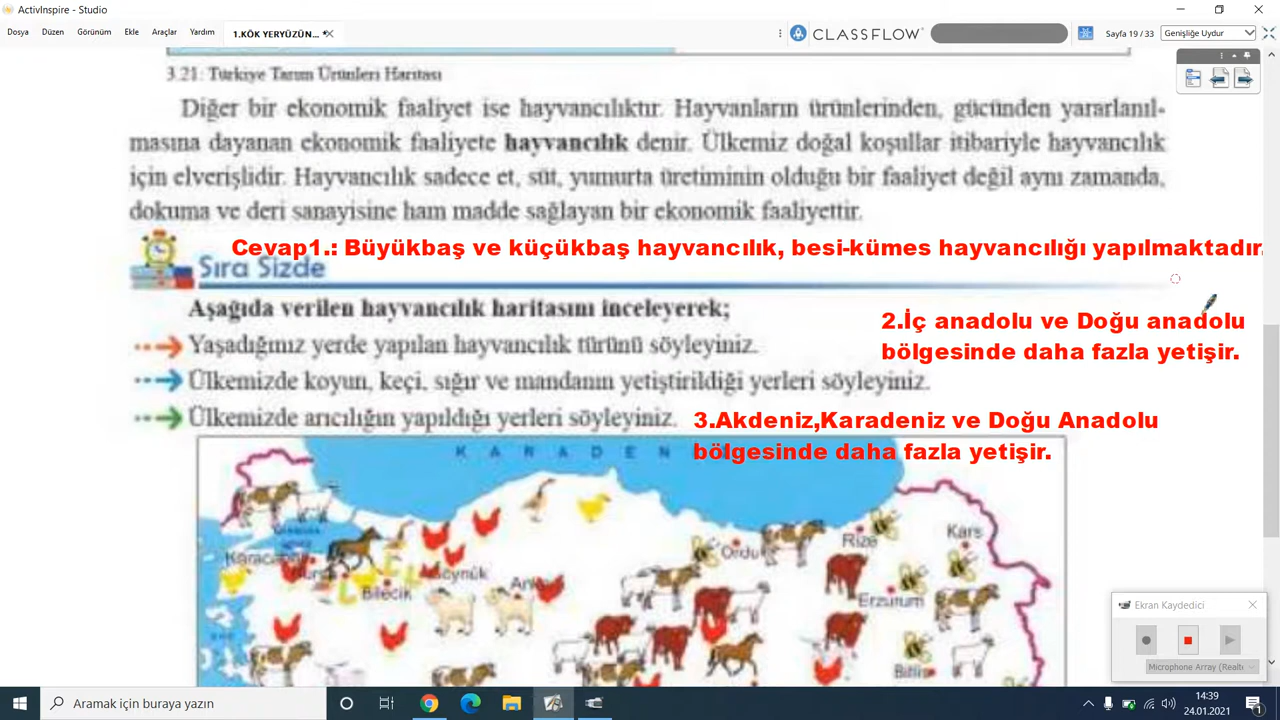 ActivInspire - Studio
Dosya Düzen Görünüm Ekle Araçlar Yardım 1.KÖK YERYÜZÜN... CLASSFLOW Sayfa 19 / 33 Genişliğe Uydur
3.21: Türkiye Tarım Ürünleri Haritası
Diğer bir ekonomik faaliyet ise hayvancılıktır. Hayvanların ürünlerinden, gücünden yararlanıl-
masına dayanan ekonomik faaliyete hayvancılık denir. Ülkemiz doğal koşullar itibariyle hayvancılık
için elverişlidir. Hayvancılık sadece et, süt, yumurta üretiminin olduğu bir faaliyet değil aynı zamanda,
dokuma ve deri sanayisine ham madde sağlayan bir ekonomik faaliyettir.
Cevap1.: Büyükbaş ve küçükbaş hayvancılık, besi-kümes hayvancılığı yapılmaktadır.
Sıra Sizde
Aşağıda verilen hayvancılık haritasını inceleyerek;
2.İç anadolu ve Doğu anadolu
bölgesinde daha fazla yetişir.
Yaşadığınız yerde yapılan hayvancılık türünü söyleyiniz.
Ülkemizde koyun, keçi, sığır ve mandanın yetiştirildiği yerleri söyleyiniz.
Ülkemizde arıcılığın yapıldığı yerleri söyleyiniz.
3.Akdeniz,Karadeniz ve Doğu Anadolu
bölgesinde daha fazla yetişir.
KARADEN
Ordu
Rize
Kars
Bilecik
Erzurum
Bitlis
Ekran Kaydedici
Microphone Array (Realte
Aramak için buraya yazın
14:39
24.01.2021
1